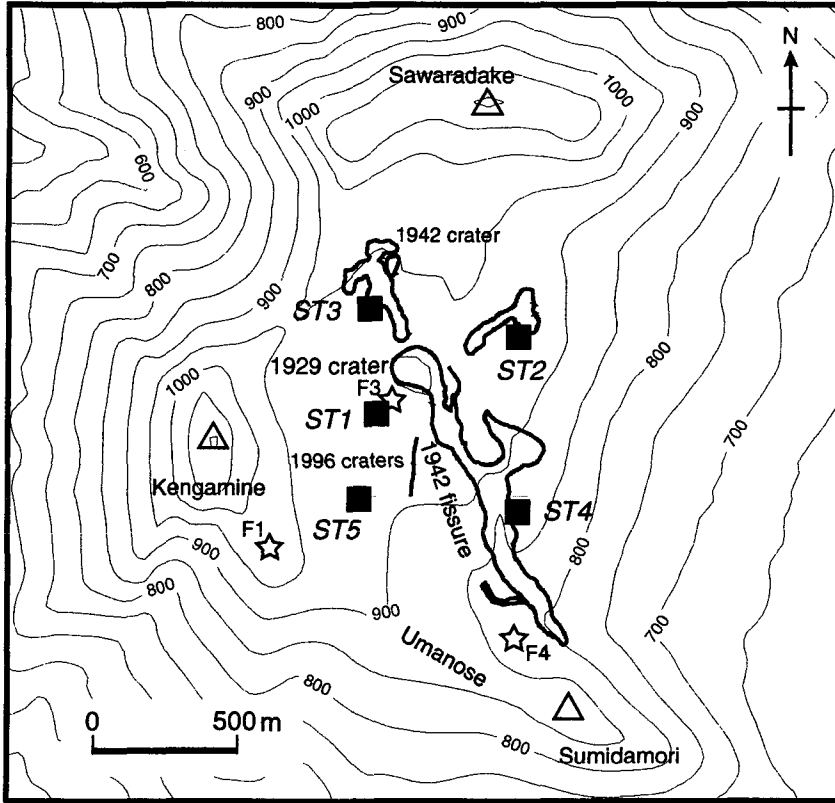 800
N
Sawaradake
900
900
1000
1000
900
600
1942 crater
700
800
900
ST3
ST2
800
1929 crater
F3
1000
ST1
700
1996 craters
1942 fissure
Kengamine
ST5
ST4
F1
900
800
800
900
700
Umanose
F4
800
0 500 m
800
Sumidamori